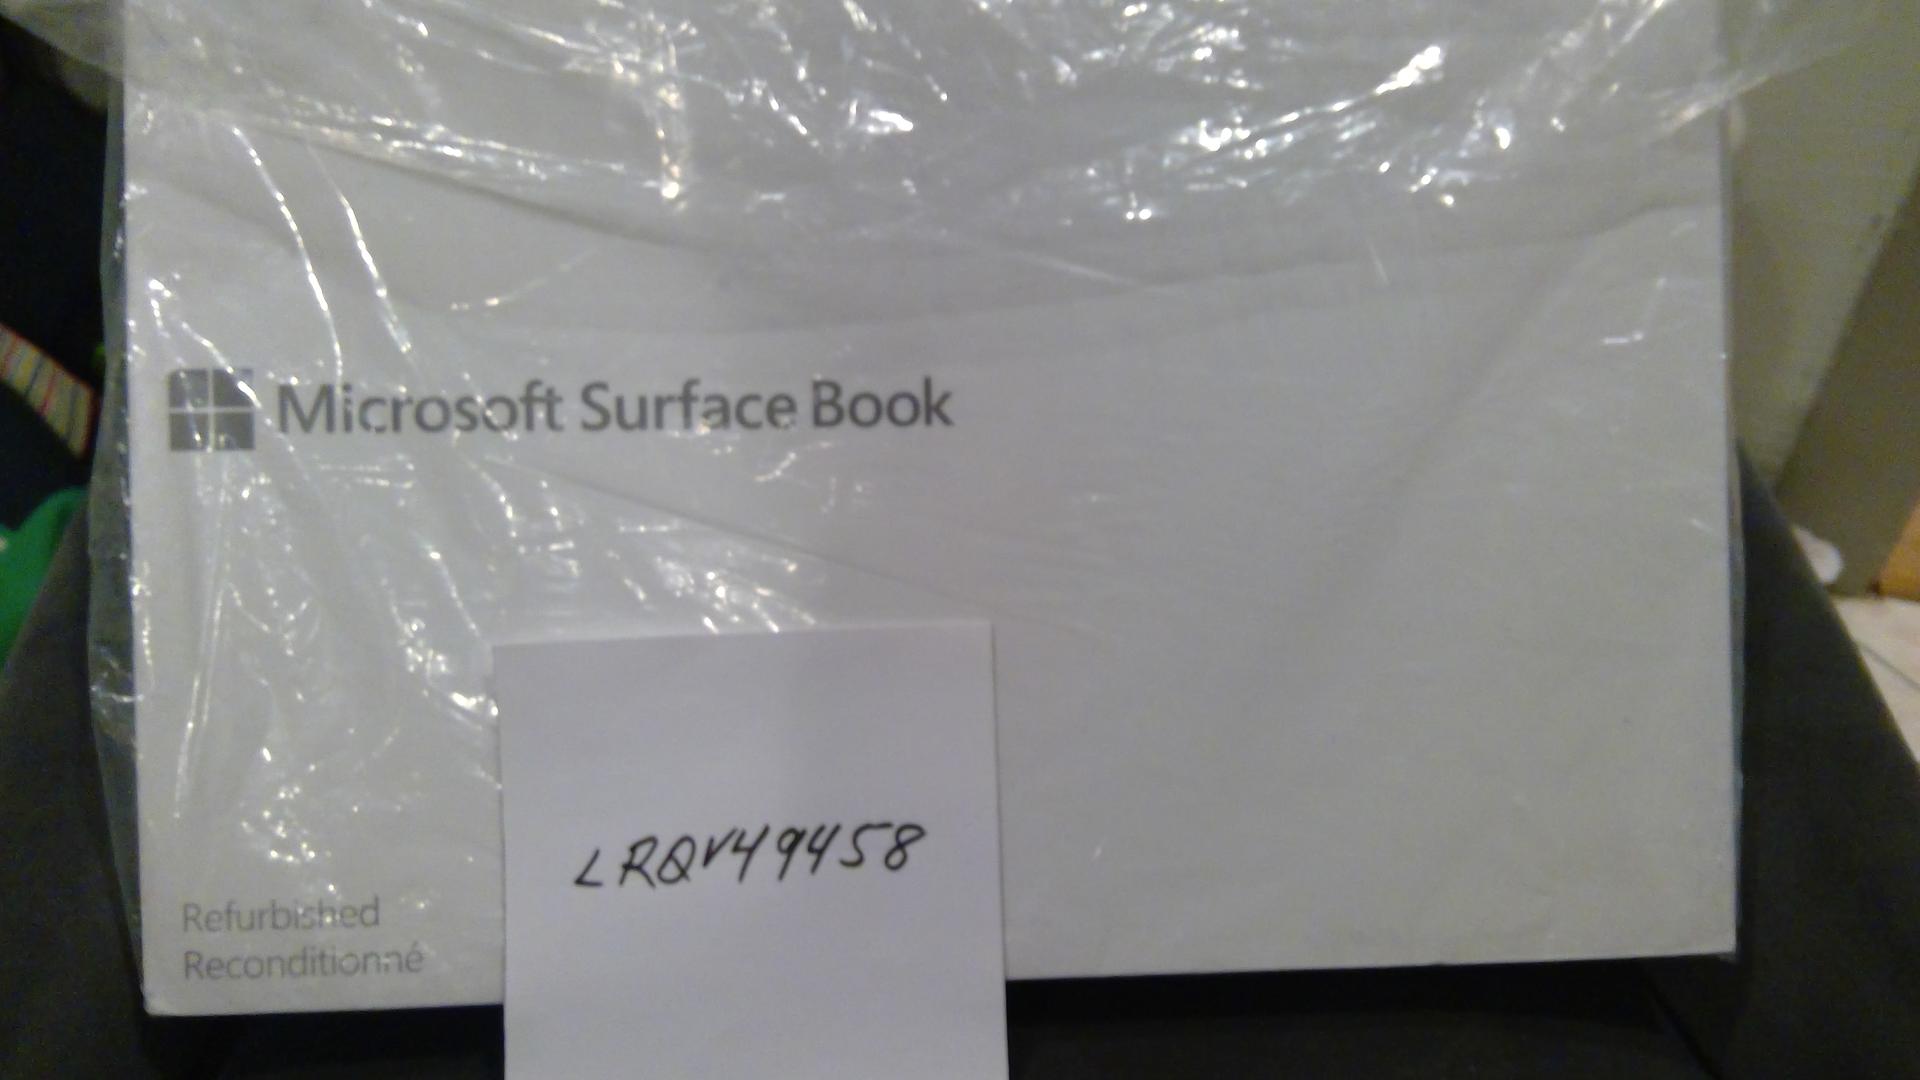 Microsoft Surface Book
LRQV49458
Refurbished
Reconditionné